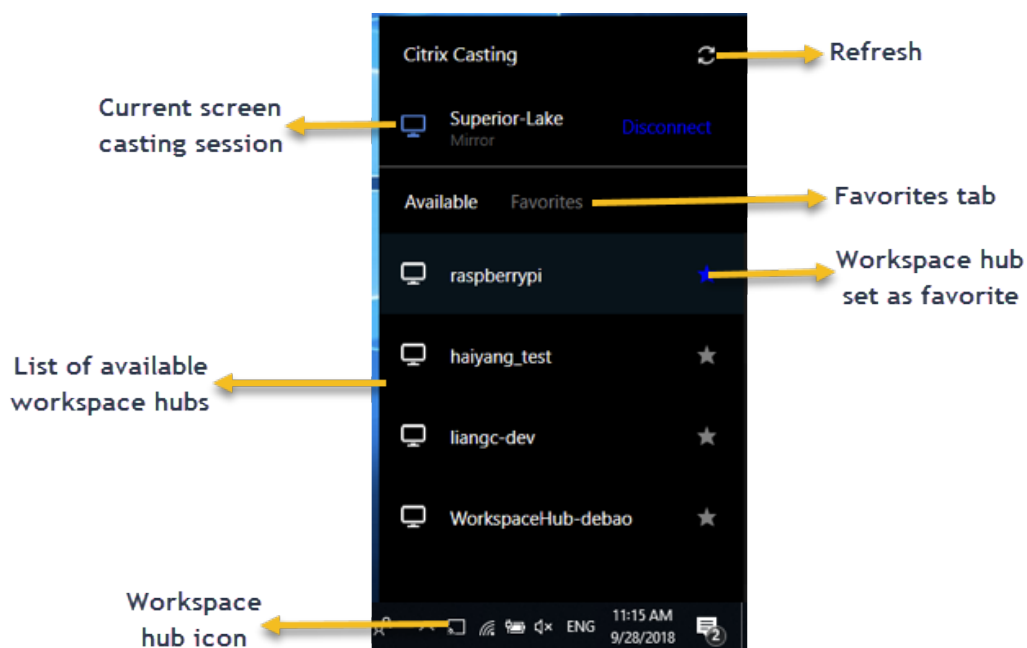 Citrix Casting
Refresh
Current screen
casting session
Superior-Lake
Mirror
Disconnect
Available
Favorites
Favorites tab
raspberrypi
Workspace hub
set as favorite
haiyang_test
List of available
workspace hubs
liangc-dev
WorkspaceHub-debao
Workspace
hub icon
ENG
11:15 AM
9/28/2018
2